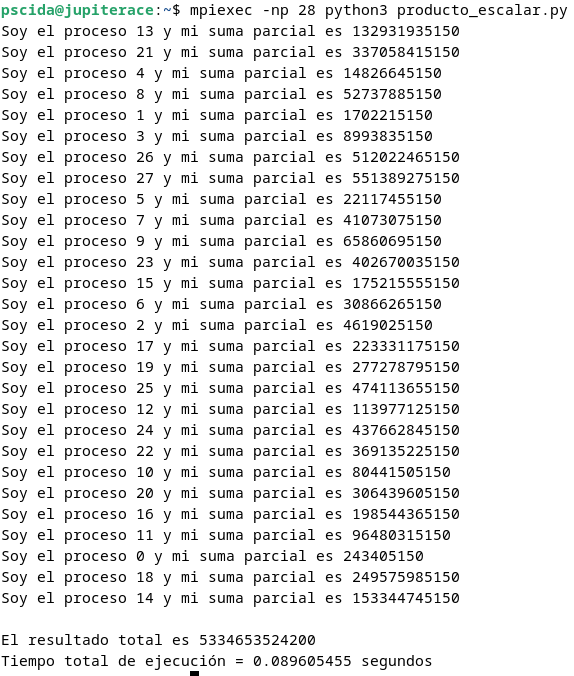 pscida@jupiterace:~$ mpiexec -np 28 python3 producto_escalar.py
Soy el proceso 13 y mi suma parcial es 132931935150
Soy el proceso 21 y mi suma parcial es 337058415150
Soy el proceso 4 y mi suma parcial es 14826645150
Soy el proceso 8 y mi suma parcial es 52737885150
Soy el proceso 1 y mi suma parcial es 1702215150
Soy el proceso 3 y mi suma parcial es 8993835150
Soy el proceso 26 y mi suma parcial es 512022465150
Soy el proceso 27 y mi suma parcial es 551389275150
Soy el proceso 5 y mi suma parcial es 22117455150
Soy el proceso 7 y mi suma parcial es 41073075150
Soy el proceso 9 y mi suma parcial es 65860695150
Soy el proceso 23 y mi suma parcial es 402670035150
Soy el proceso 15 y mi suma parcial es 175215555150
Soy el proceso 6 y mi suma parcial es 30866265150
Soy el proceso 2 y mi suma parcial es 4619025150
Soy el proceso 17 y mi suma parcial es 223331175150
Soy el proceso 19 y mi suma parcial es 277278795150
Soy el proceso 25 y mi suma parcial es 474113655150
Soy el proceso 12 y mi suma parcial es 113977125150
Soy el proceso 24 y mi suma parcial es 437662845150
Soy el proceso 22 y mi suma parcial es 369135225150
Soy el proceso 10 y mi suma parcial es 80441505150
Soy el proceso 20 y mi suma parcial es 306439605150
Soy el proceso 16 y mi suma parcial es 198544365150
Soy el proceso 11 y mi suma parcial es 96480315150
Soy el proceso 0 y mi suma parcial es 243405150
Soy el proceso 18 y mi suma parcial es 249575985150
Soy el proceso 14 y mi suma parcial es 153344745150
El resultado total es 5334653524200
Tiempo total de ejecución = 0.089605455 segundos